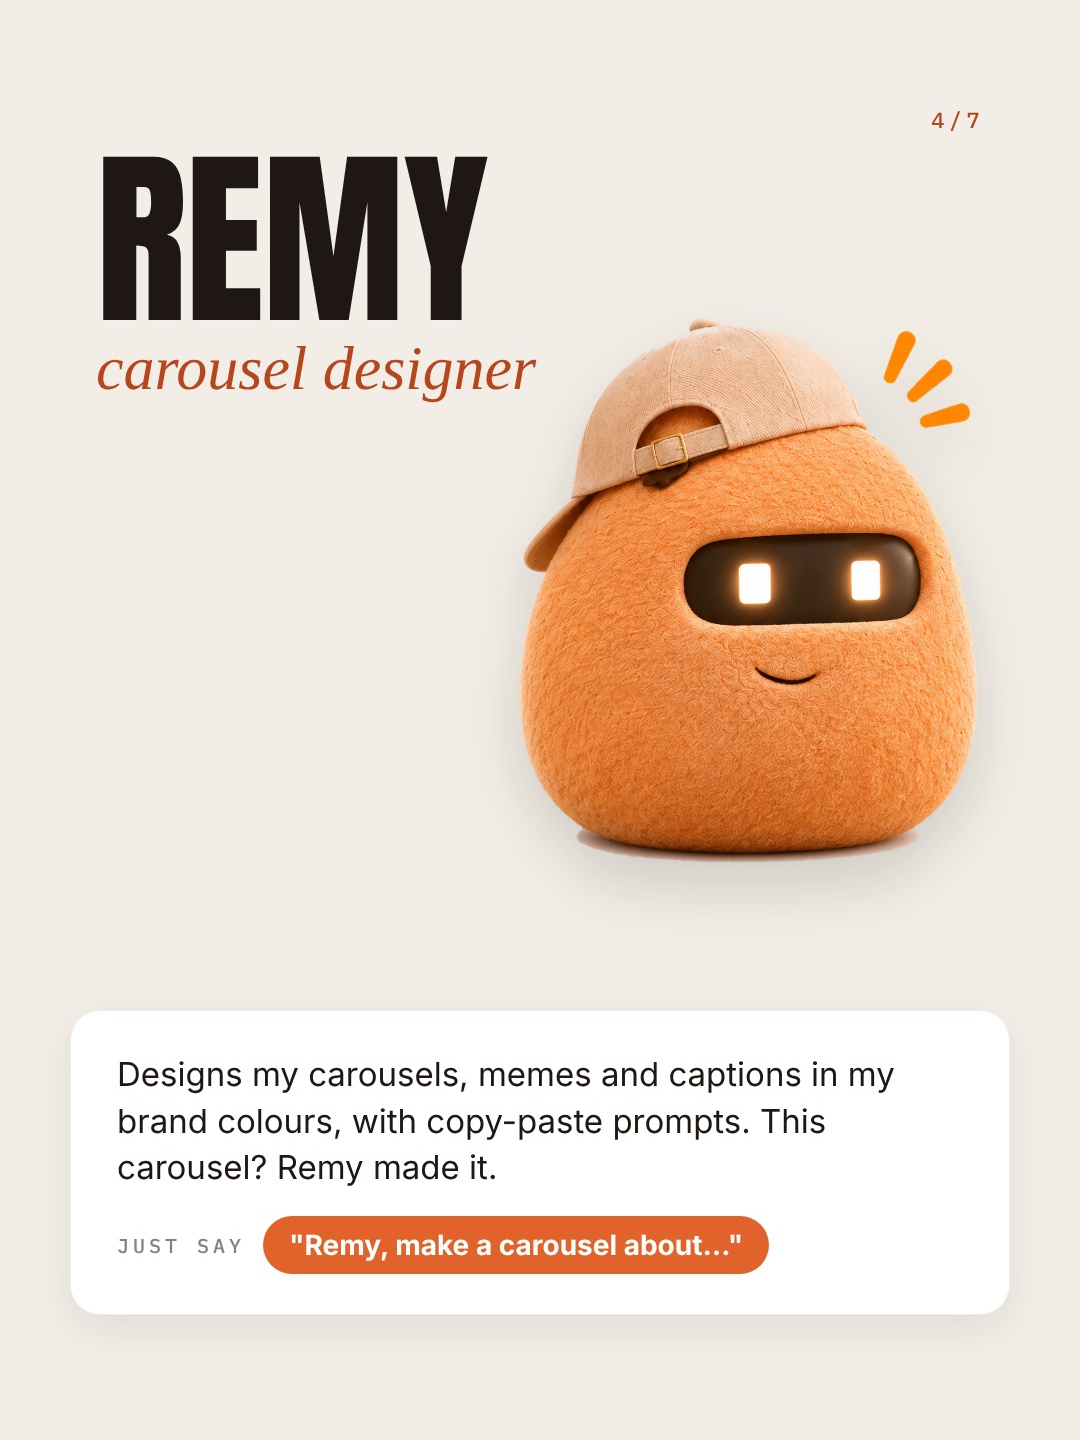 4 / 7
REMY
carousel designer
Designs my carousels, memes and captions in my
brand colours, with copy-paste prompts. This
carousel? Remy made it.
JUST SAY "Remy, make a carousel about..."